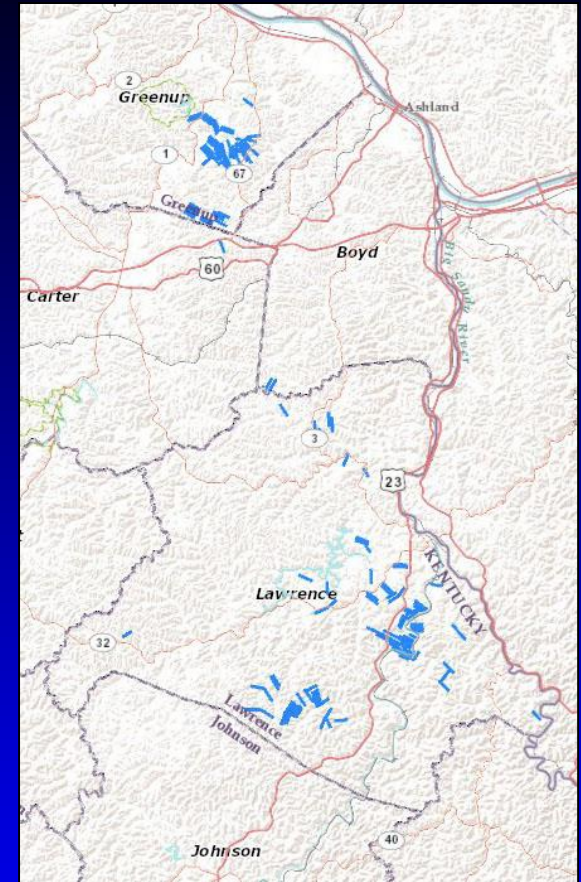 2
Greenup
Ashland
1
67
Greenup
Boyd
60
Carter
Big Sandy River
3
23
KENTUCKY
Lawrence
32
Lawrence
Johnson
40
Johnson